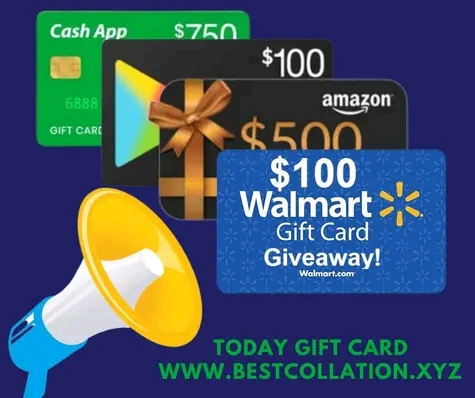 Cash App $750
6888
GIFT CARD
$100
amazon
$500
$100
Walmart
Gift Card
Giveaway!
Walmart.com
TODAY GIFT CARD
WWW.BESTCOLLATION.XYZ